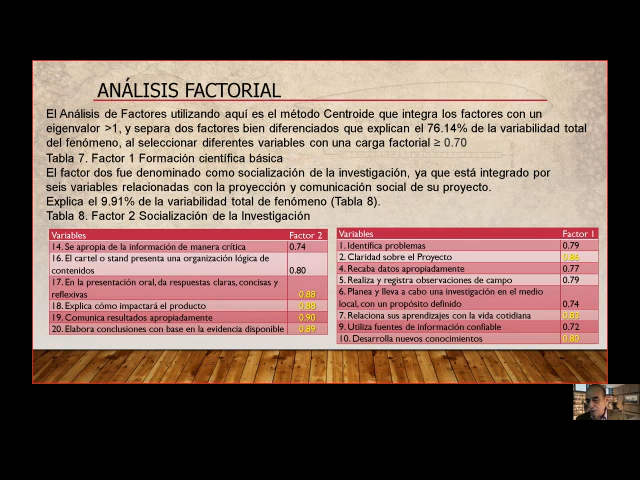 ANÁLISIS FACTORIAL
El Análisis de Factores utilizando aquí es el método Centroide que integra los factores con un
eigenvalor >1, y separa dos factores bien diferenciados que explican el 76.14% de la variabilidad total
del fenómeno, al seleccionar diferentes variables con una carga factorial ≥ 0.70
Tabla 7. Factor 1 Formación científica básica
El factor dos fue denominado como socialización de la investigación, ya que está integrado por
seis variables relacionadas con la proyección y comunicación social de su proyecto.
Explica el 9.91% de la variabilidad total de fenómeno (Tabla 8).
Tabla 8. Factor 2 Socialización de la Investigación
Variables Factor 2
14. Se apropia de la información de manera crítica 0.74
16. El cartel o stand presenta una organización lógica de
contenidos 0.80
17. En la presentación oral, da respuestas claras, concisas y
reflexivas 0.88
18. Explica cómo impactará el producto 0.88
19. Comunica resultados apropiadamente 0.90
20. Elabora conclusiones con base en la evidencia disponible 0.89
Variables Factor 1
1. Identifica problemas 0.79
2. Claridad sobre el Proyecto 0.86
4. Recaba datos apropiadamente 0.77
5. Realiza y registra observaciones de campo 0.79
6. Planea y lleva a cabo una investigación en el medio
local, con un propósito definido 0.74
7. Relaciona sus aprendizajes con la vida cotidiana 0.83
9. Utiliza fuentes de información confiable 0.72
10. Desarrolla nuevos conocimientos 0.80